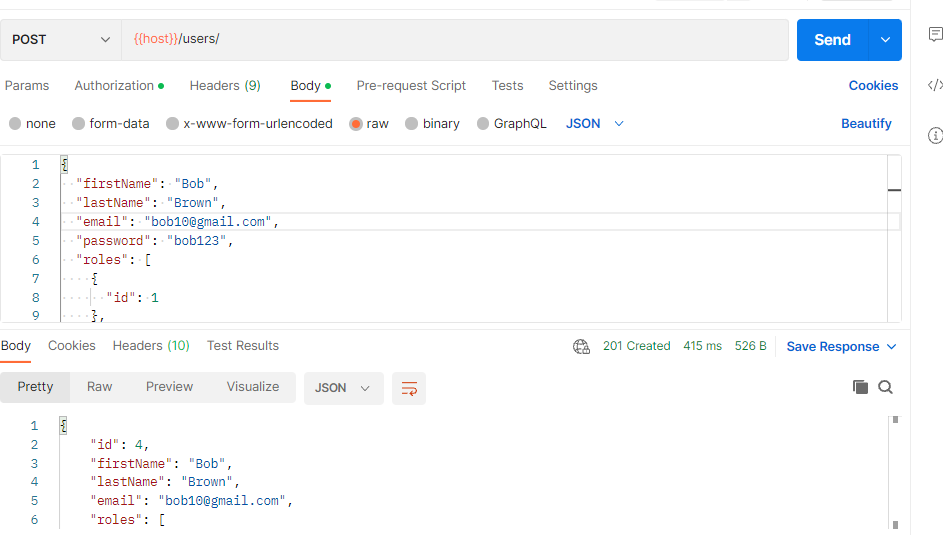 POST {{host}}/users/ Send
Params Authorization Headers (9) Body Pre-request Script Tests Settings Cookies
none form-data x-www-form-urlencoded raw binary GraphQL JSON Beautify
1 {
2 "firstName": "Bob",
3 "lastName": "Brown",
4 "email": "bob10@gmail.com",
5 "password": "bob123",
6 "roles": [
7 {
8 "id": 1
9 },
Body Cookies Headers (10) Test Results 201 Created 415 ms 526 B Save Response
Pretty Raw Preview Visualize JSON
1 {
2 "id": 4,
3 "firstName": "Bob",
4 "lastName": "Brown",
5 "email": "bob10@gmail.com",
6 "roles": [